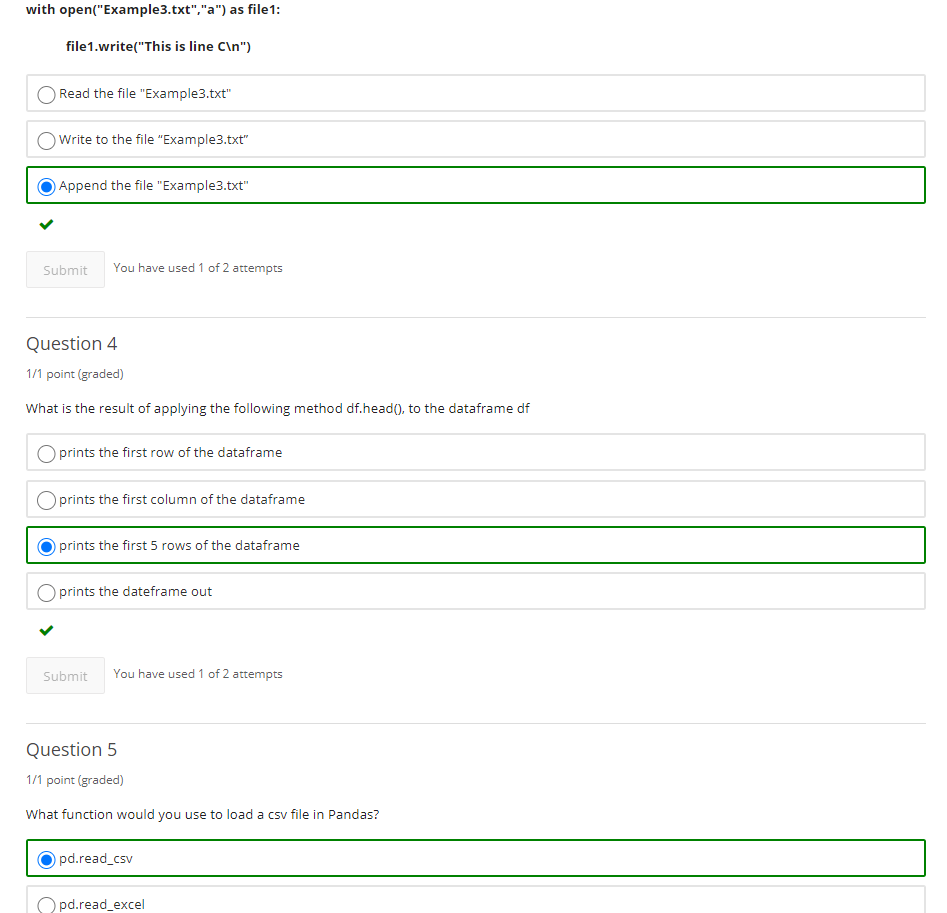 with open("Example3.txt","a") as file1:
file1.write("This is line C\n")
Read the file "Example3.txt"
Write to the file “Example3.txt”
Append the file "Example3.txt"
Submit You have used 1 of 2 attempts
Question 4
1/1 point (graded)
What is the result of applying the following method df.head(), to the dataframe df
prints the first row of the dataframe
prints the first column of the dataframe
prints the first 5 rows of the dataframe
prints the dateframe out
Submit You have used 1 of 2 attempts
Question 5
1/1 point (graded)
What function would you use to load a csv file in Pandas?
pd.read_csv
pd.read_excel